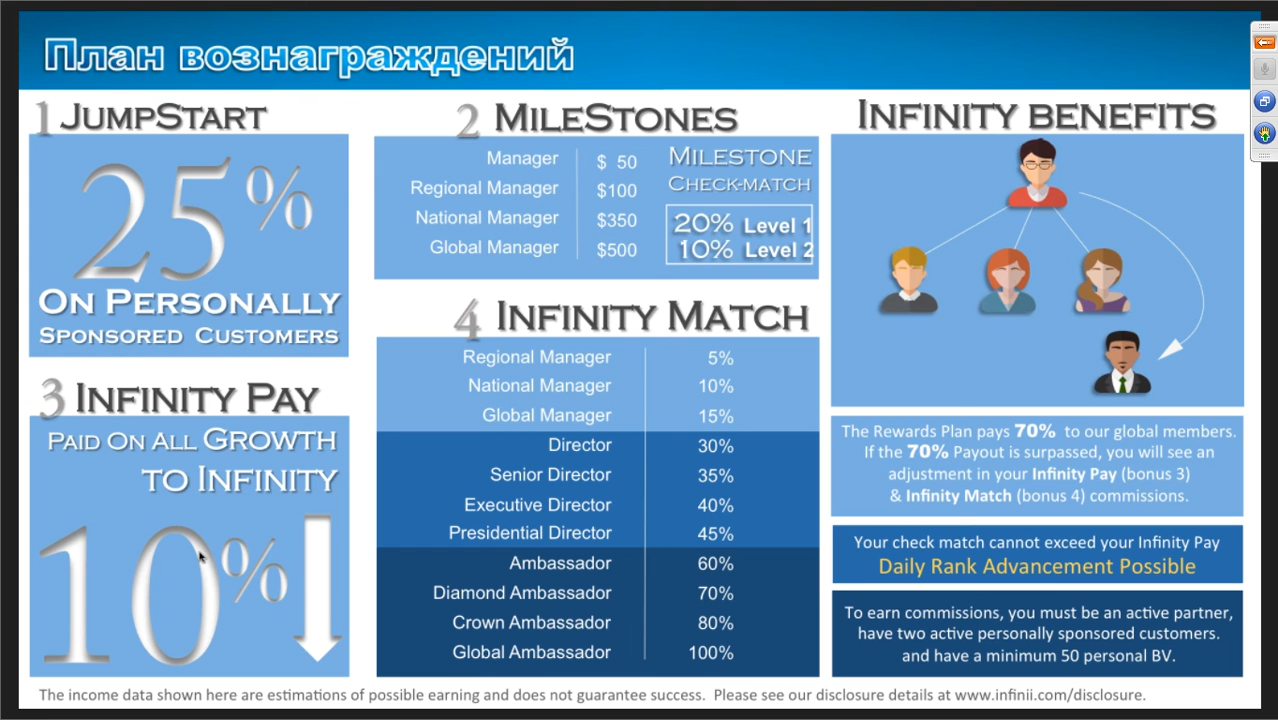 План вознаграждений
1 JUMPSTART
25%
ON PERSONALLY
SPONSORED CUSTOMERS
2 MILESTONES
Manager $ 50
Regional Manager $100
National Manager $350
Global Manager $500
MILESTONE
CHECK-MATCH
20% Level 1
10% Level 2
3 INFINITY PAY
PAID ON ALL GROWTH
TO INFINITY
10%
4 INFINITY MATCH
Regional Manager 5%
National Manager 10%
Global Manager 15%
Director 30%
Senior Director 35%
Executive Director 40%
Presidential Director 45%
Ambassador 60%
Diamond Ambassador 70%
Crown Ambassador 80%
Global Ambassador 100%
INFINITY BENEFITS
The Rewards Plan pays 70% to our global members.
If the 70% Payout is surpassed, you will see an
adjustment in your Infinity Pay (bonus 3)
& Infinity Match (bonus 4) commissions.
Your check match cannot exceed your Infinity Pay
Daily Rank Advancement Possible
To earn commissions, you must be an active partner,
have two active personally sponsored customers.
and have a minimum 50 personal BV.
The income data shown here are estimations of possible earning and does not guarantee success. Please see our disclosure details at www.infinii.com/disclosure.